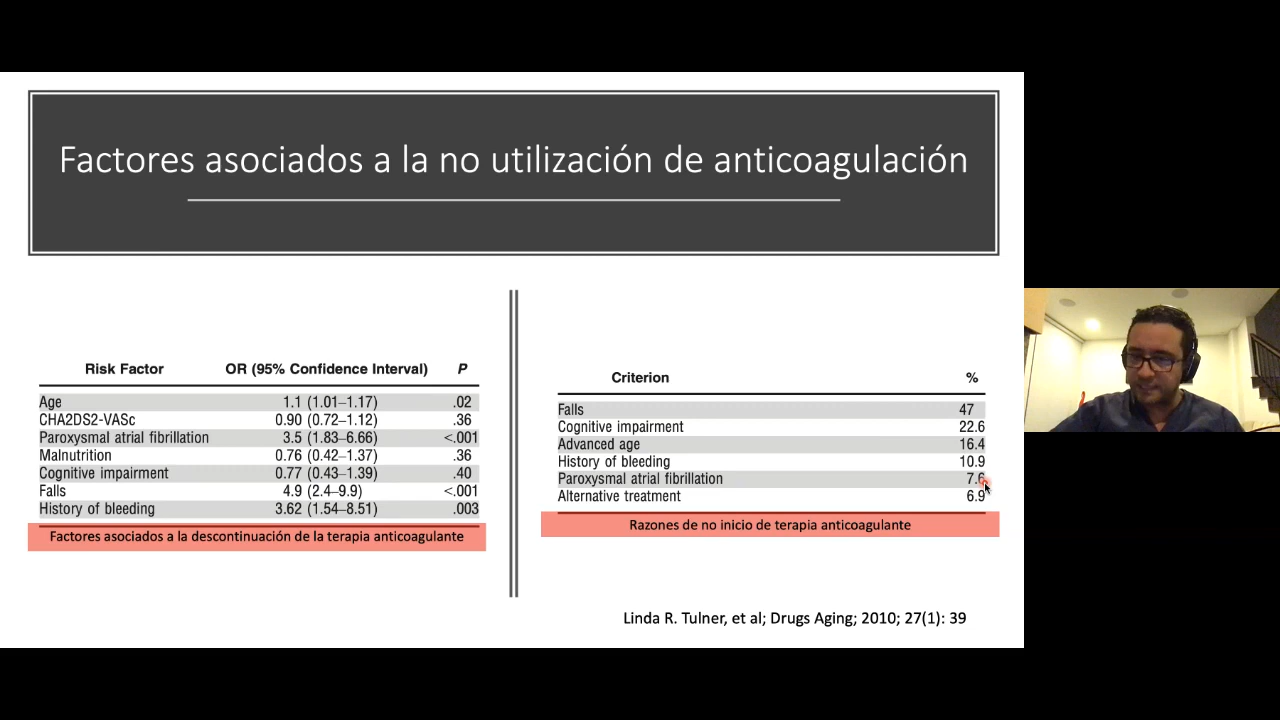 Factores asociados a la no utilización de anticoagulación
Risk Factor OR (95% Confidence Interval) P
Age 1.1 (1.01–1.17) .02
CHA2DS2-VASc 0.90 (0.72–1.12) .36
Paroxysmal atrial fibrillation 3.5 (1.83–6.66) <.001
Malnutrition 0.76 (0.42–1.37) .36
Cognitive impairment 0.77 (0.43–1.39) .40
Falls 4.9 (2.4–9.9) <.001
History of bleeding 3.62 (1.54–8.51) .003
Factores asociados a la descontinuación de la terapia anticoagulante
Criterion %
Falls 47
Cognitive impairment 22.6
Advanced age 16.4
History of bleeding 10.9
Paroxysmal atrial fibrillation 7.6
Alternative treatment 6.9
Razones de no inicio de terapia anticoagulante
Linda R. Tulner, et al; Drugs Aging; 2010; 27(1): 39